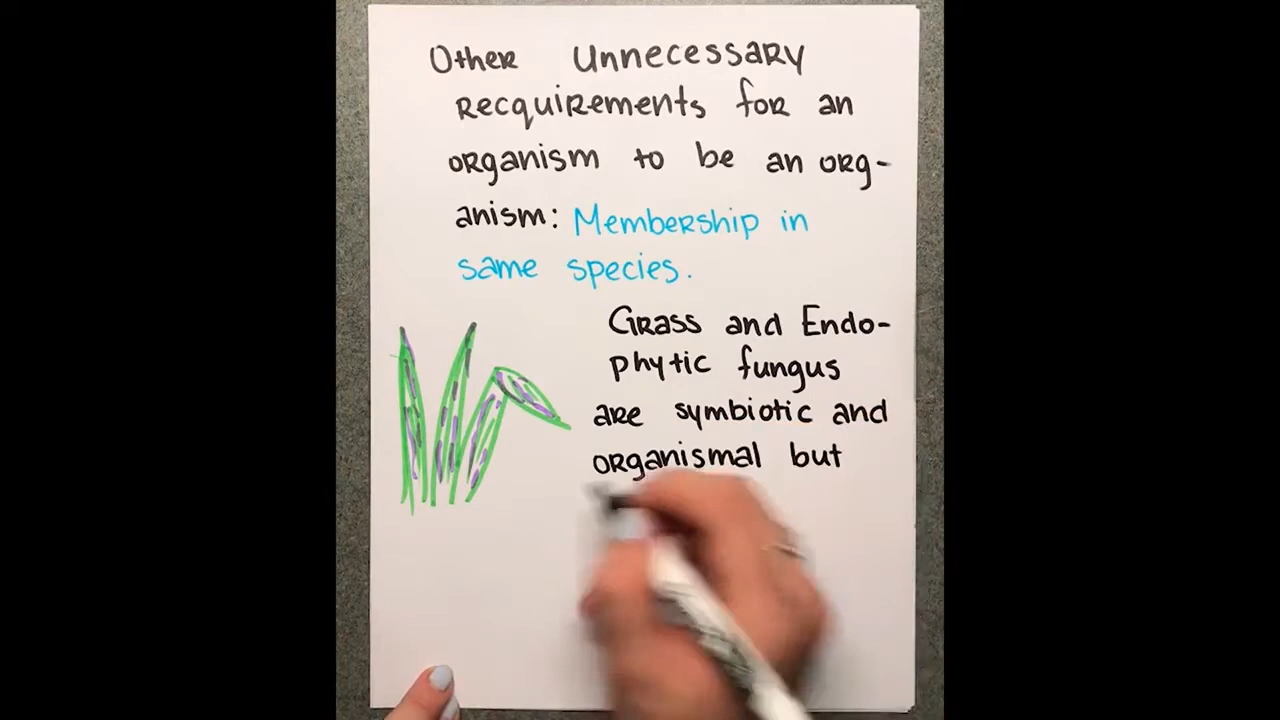 Other Unnecessary
Recquirements for an
organism to be an org-
anism: Membership in
same species.
Grass and Endo-
phytic fungus
are symbiotic and
organismal but